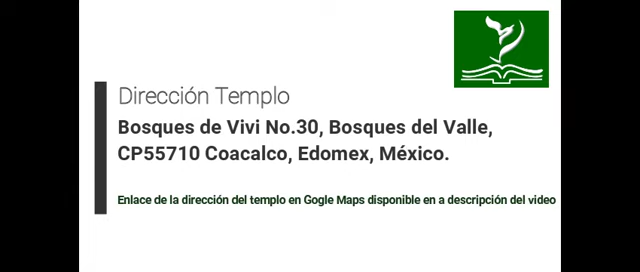 Dirección Templo
Bosques de Vivi No.30, Bosques del Valle,
CP55710 Coacalco, Edomex, México.
Enlace de la dirección del templo en Gogle Maps disponible en a descripción del video